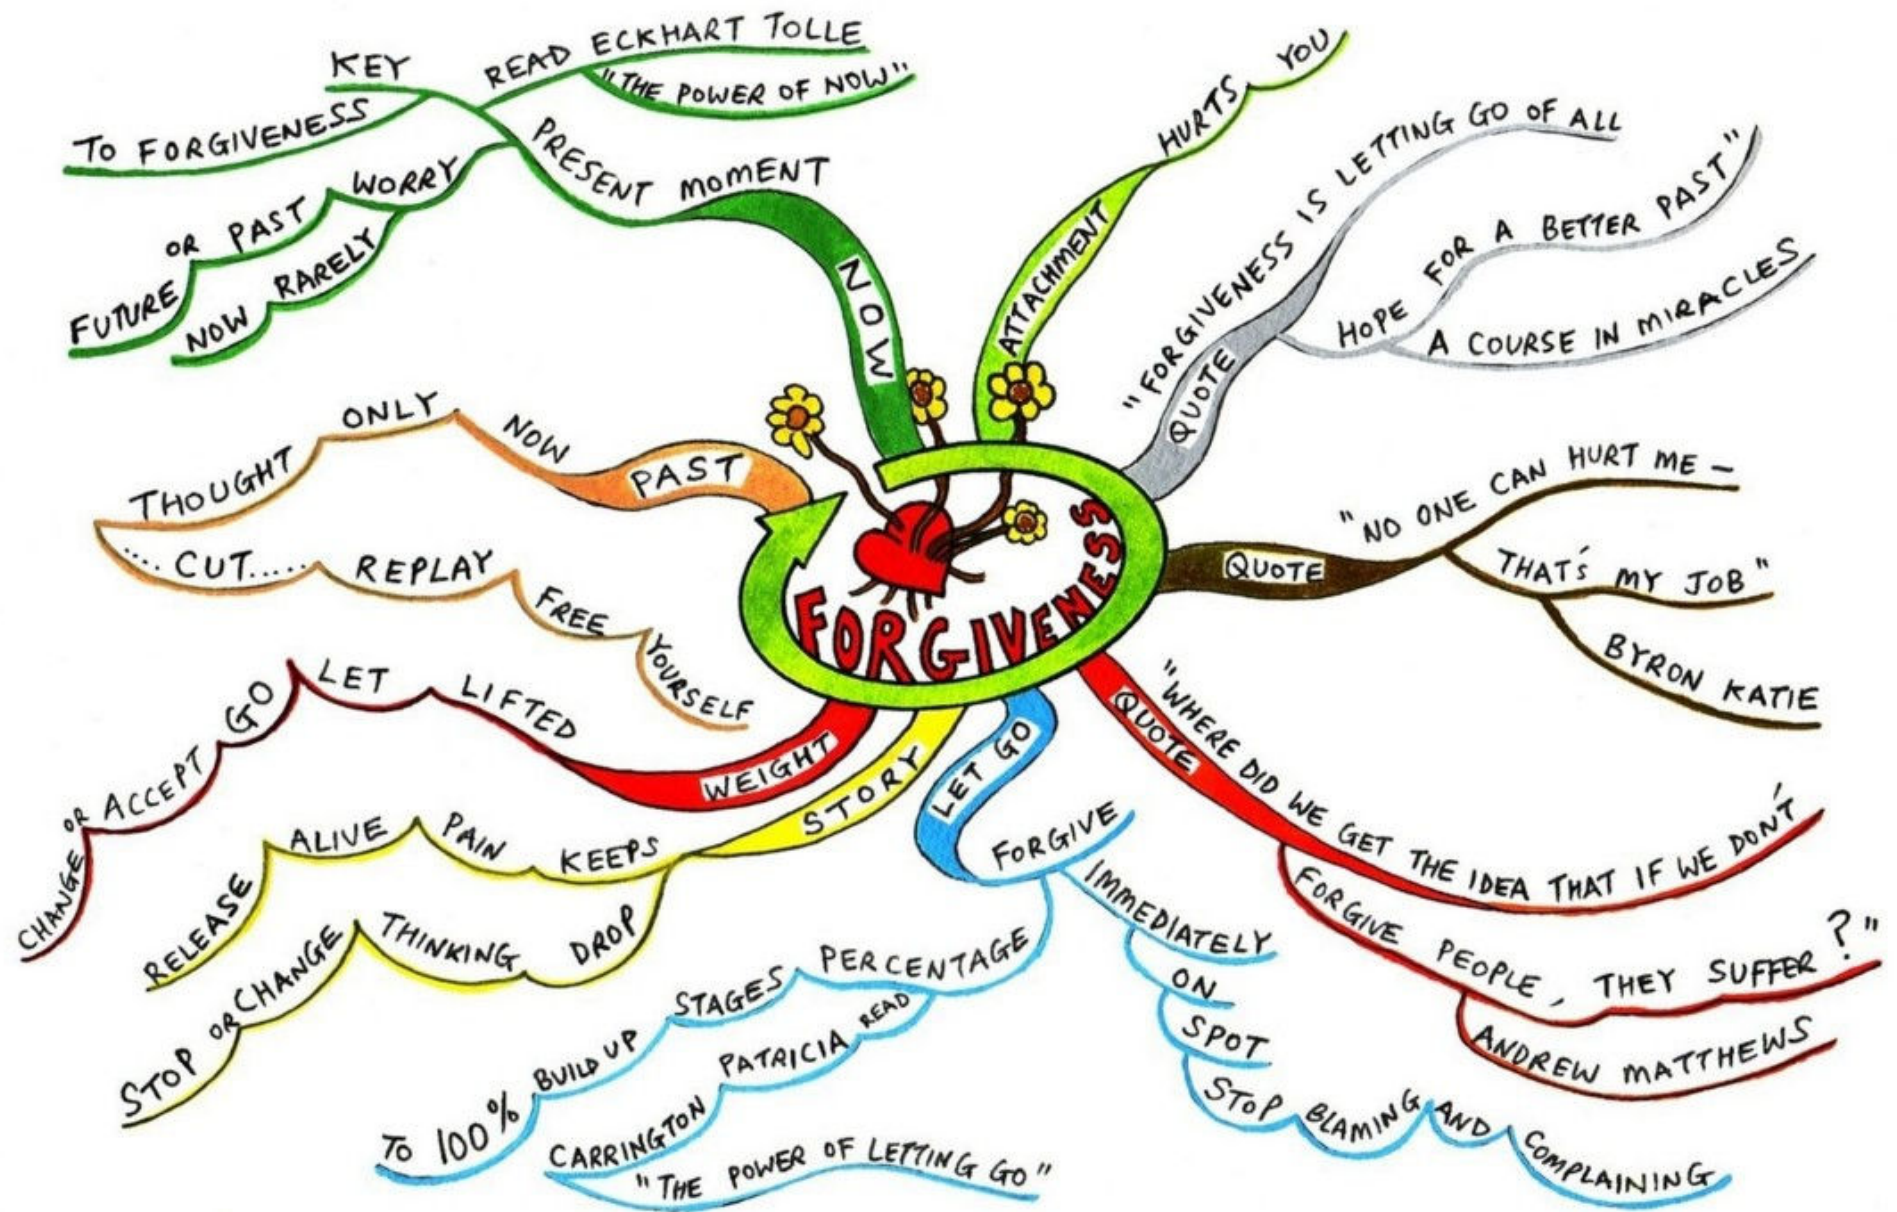 FORGIVENESS
NOW
PRESENT MOMENT
READ ECKHART TOLLE
"THE POWER OF NOW"
KEY
TO FORGIVENESS
WORRY
OR PAST
FUTURE
RARELY
NOW
ATTACHMENT
HURTS
YOU
QUOTE
"FORGIVENESS IS LETTING GO OF ALL
HOPE FOR A BETTER PAST"
A COURSE IN MIRACLES
QUOTE
"NO ONE CAN HURT ME –
THAT'S MY JOB"
BYRON KATIE
QUOTE
"WHERE DID WE GET THE IDEA THAT IF WE DON'T
FORGIVE PEOPLE, THEY SUFFER?"
ANDREW MATTHEWS
LET GO
FORGIVE
IMMEDIATELY
ON
SPOT
STOP BLAMING AND COMPLAINING
PERCENTAGE
STAGES
BUILD UP
TO 100%
READ
PATRICIA
CARRINGTON
"THE POWER OF LETTING GO"
STORY
KEEPS
PAIN
ALIVE
RELEASE
DROP
THINKING
OR CHANGE
STOP
WEIGHT
LIFTED
LET
GO
OR ACCEPT
CHANGE
PAST
NOW
ONLY
THOUGHT
....CUT.....
REPLAY
FREE
YOURSELF